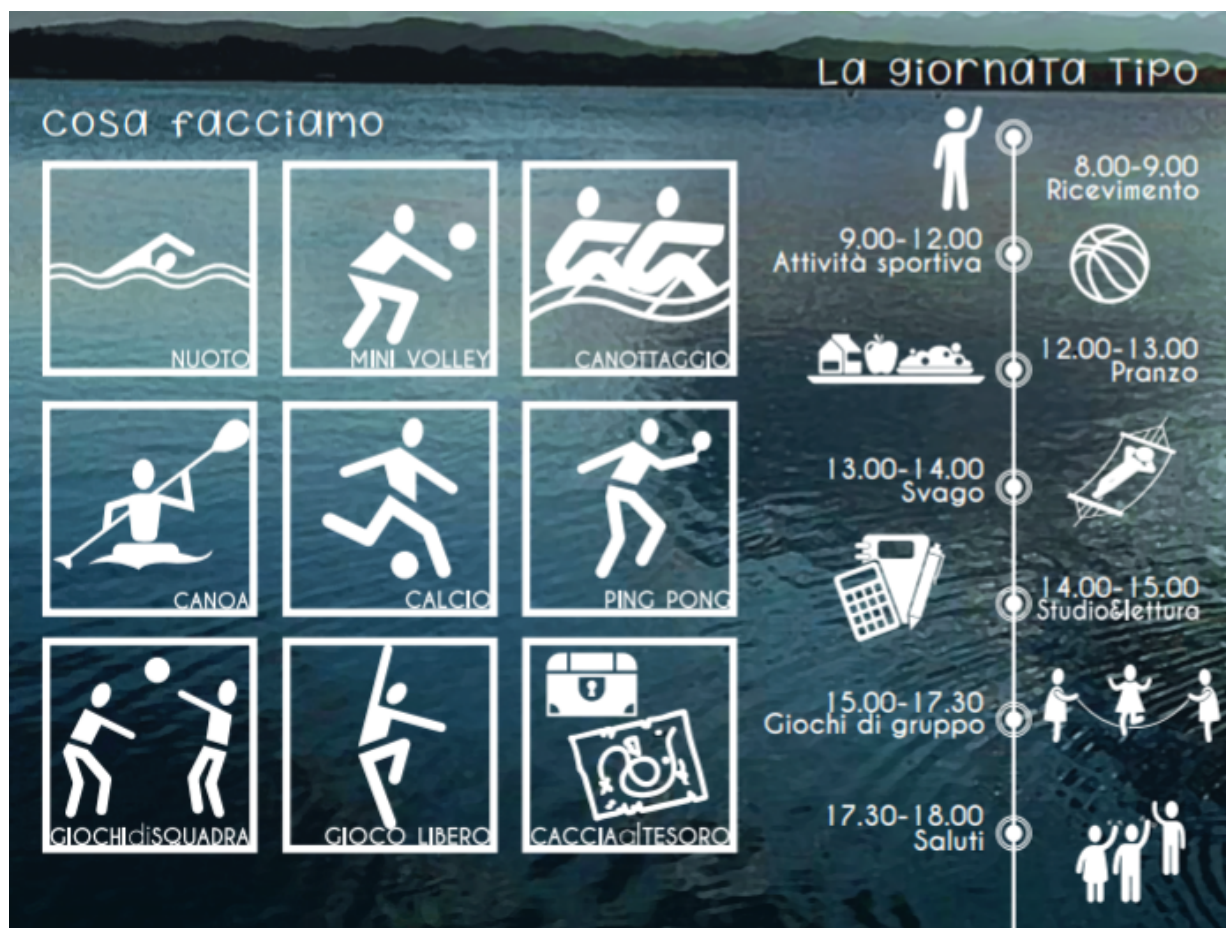 La giornata tipo
cosa facciamo
NUOTO
MINI VOLLEY
CANOTTAGGIO
CANOA
CALCIO
PING PONG
GIOCHIdiSQUADRA
GIOCO LIBERO
CACCIAalTESORO
8.00-9.00
Ricevimento
9.00-12.00
Attività sportiva
12.00-13.00
Pranzo
13.00-14.00
Svago
14.00-15.00
Studio&lettura
15.00-17.30
Giochi di gruppo
17.30-18.00
Saluti